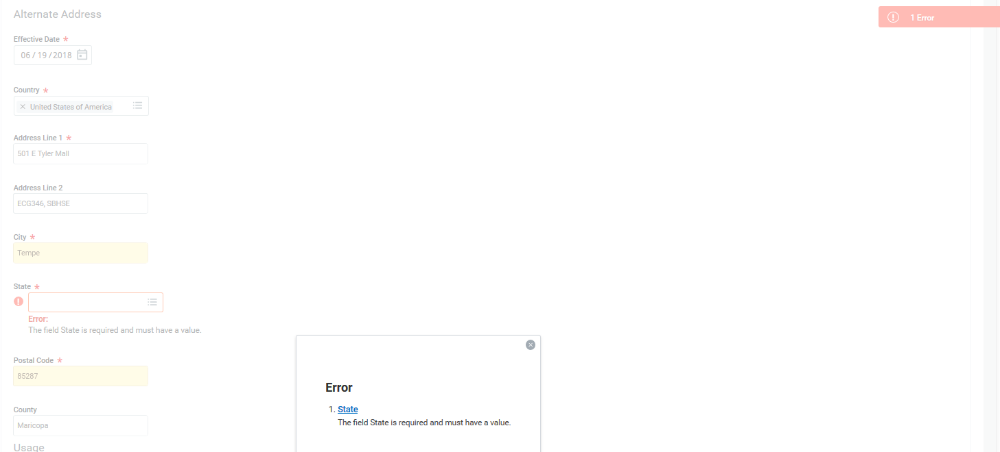 Alternate Address
1 Error
Effective Date *
06 / 19 / 2018
Country *
× United States of America
Address Line 1 *
501 E Tyler Mall
Address Line 2
ECG346, SBHSE
City *
Tempe
State *
Error:
The field State is required and must have a value.
Postal Code *
85287
County
Maricopa
Usage
Error
1. State
The field State is required and must have a value.